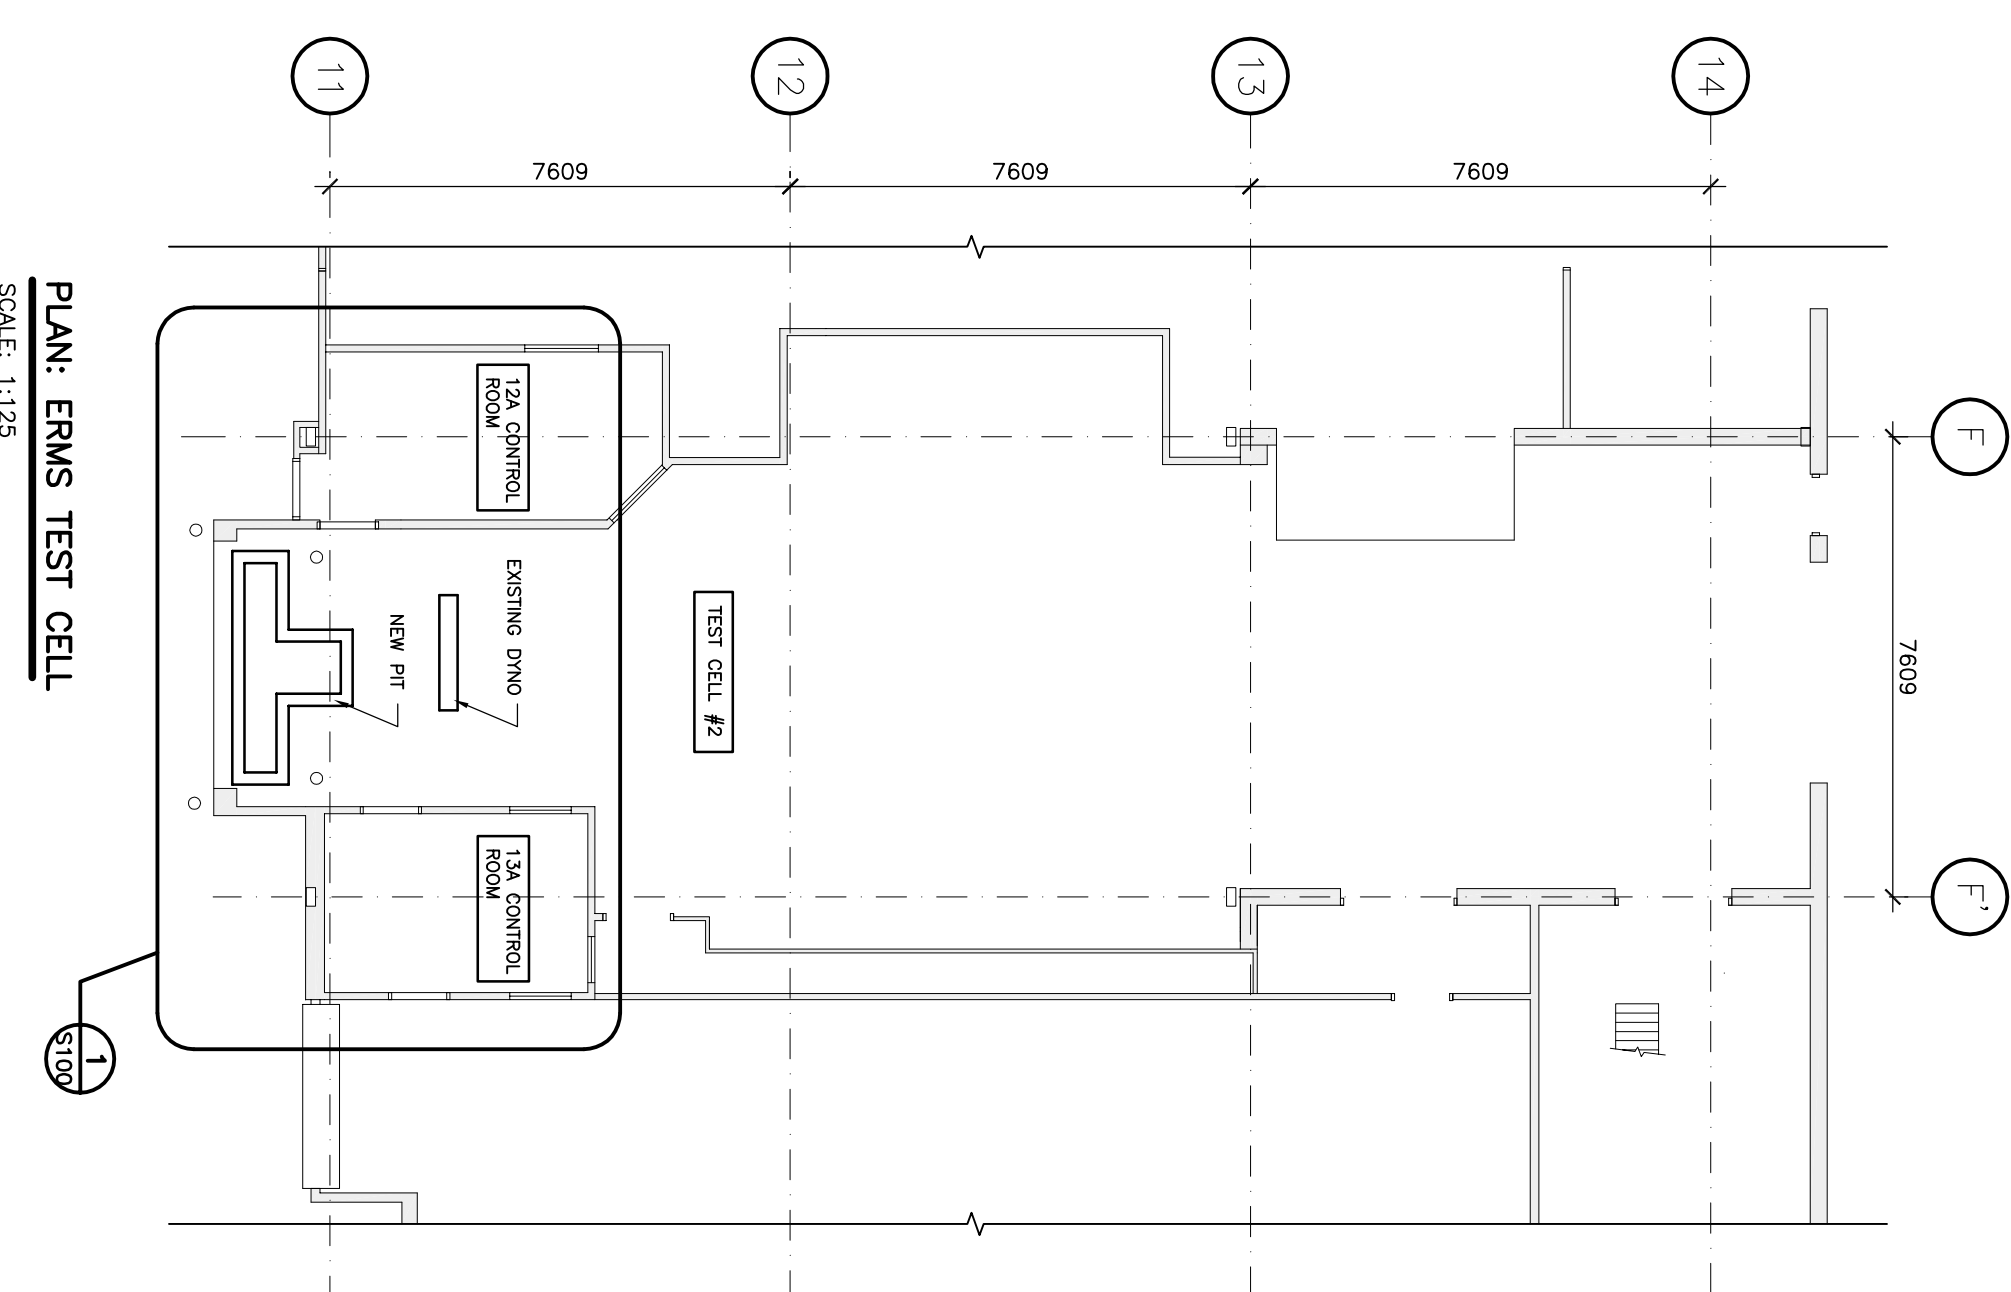 11
12
13
14
7609
7609
7609
F
7609
F'
12A CONTROL
ROOM
EXISTING DYNO
NEW PIT
TEST CELL #2
13A CONTROL
ROOM
1
S100
PLAN: ERMS TEST CELL
SCALE: 1:125